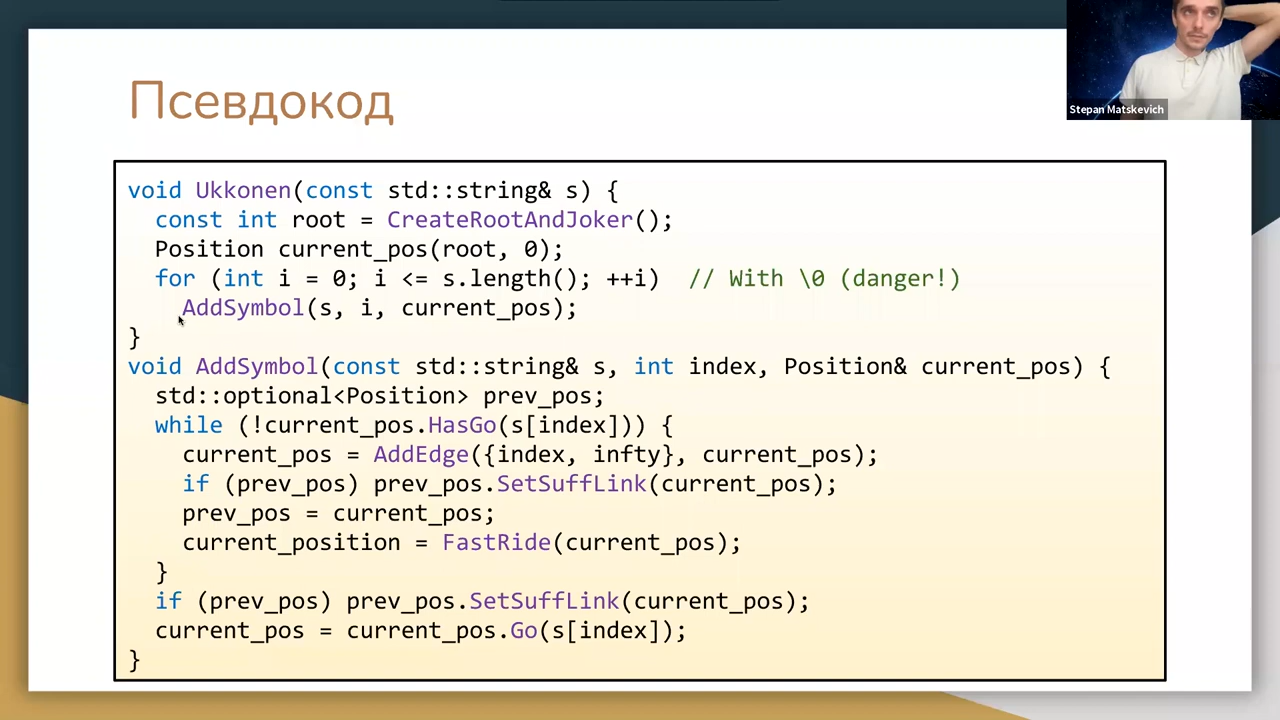 Stepan Matskevich
Псевдокод
void Ukkonen(const std::string& s) {
const int root = CreateRootAndJoker();
Position current_pos(root, 0);
for (int i = 0; i <= s.length(); ++i)  // With \0 (danger!)
AddSymbol(s, i, current_pos);
}
void AddSymbol(const std::string& s, int index, Position& current_pos) {
std::optional<Position> prev_pos;
while (!current_pos.HasGo(s[index])) {
current_pos = AddEdge({index, infty}, current_pos);
if (prev_pos) prev_pos.SetSuffLink(current_pos);
prev_pos = current_pos;
current_position = FastRide(current_pos);
}
if (prev_pos) prev_pos.SetSuffLink(current_pos);
current_pos = current_pos.Go(s[index]);
}